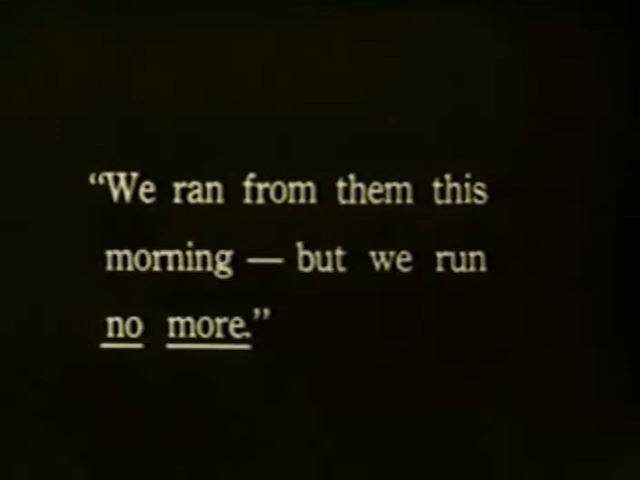 “We ran from them this
morning — but we run
no more.”